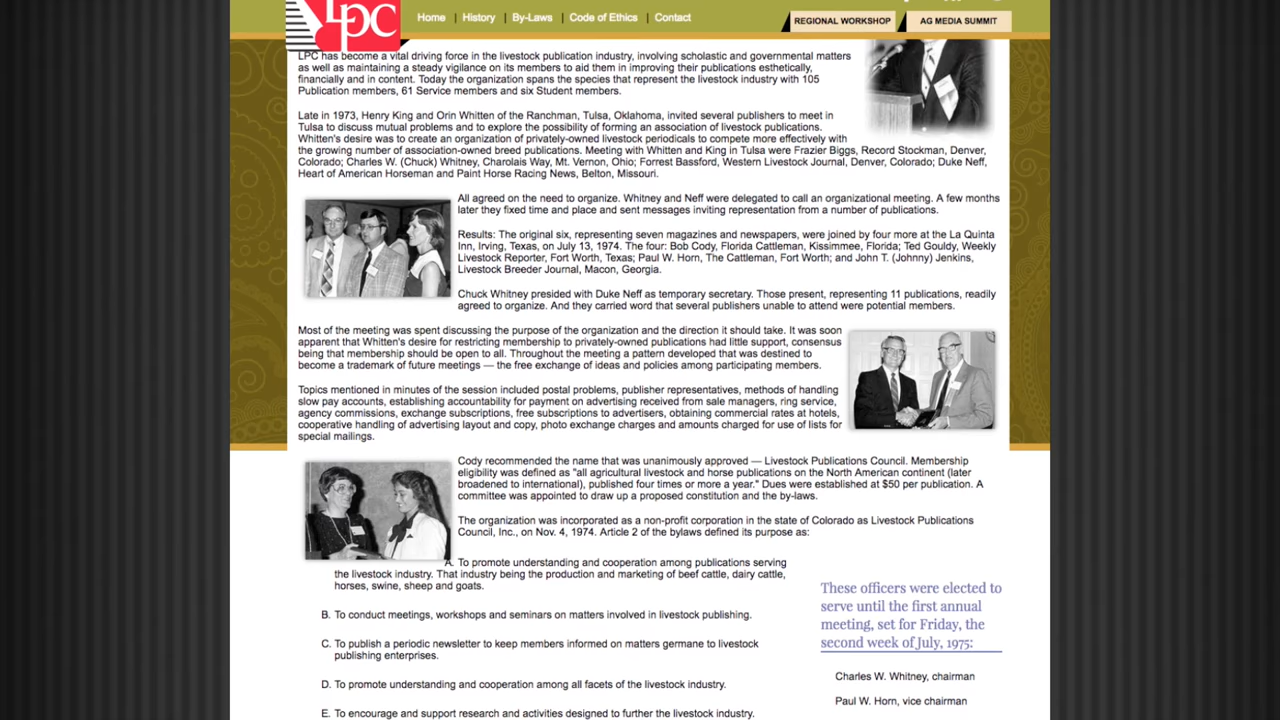 Lpc
Home | History | By-Laws | Code of Ethics | Contact
REGIONAL WORKSHOP
AG MEDIA SUMMIT
LPC has become a vital driving force in the livestock publication industry, involving scholastic and governmental matters
as well as maintaining a steady vigilance on its members to aid them in improving their publications esthetically,
financially and in content. Today the organization spans the species that represent the livestock industry with 105
Publication members, 61 Service members and six Student members.
Late in 1973, Henry King and Orin Whitten of the Ranchman, Tulsa, Oklahoma, invited several publishers to meet in
Tulsa to discuss mutual problems and to explore the possibility of forming an association of livestock publications.
Whitten's desire was to create an organization of privately-owned livestock periodicals to compete more effectively with
the growing number of association-owned breed publications. Meeting with Whitten and King in Tulsa were Frazier Biggs, Record Stockman, Denver,
Colorado; Charles W. (Chuck) Whitney, Charolais Way, Mt. Vernon, Ohio; Forrest Bassford, Western Livestock Journal, Denver, Colorado; Duke Neff,
Heart of American Horseman and Paint Horse Racing News, Belton, Missouri.
All agreed on the need to organize. Whitney and Neff were delegated to call an organizational meeting. A few months
later they fixed time and place and sent messages inviting representation from a number of publications.
Results: The original six, representing seven magazines and newspapers, were joined by four more at the La Quinta
Inn, Irving, Texas, on July 13, 1974. The four: Bob Cody, Florida Cattleman, Kissimmee, Florida; Ted Gouldy, Weekly
Livestock Reporter, Fort Worth, Texas; Paul W. Horn, The Cattleman, Fort Worth; and John T. (Johnny) Jenkins,
Livestock Breeder Journal, Macon, Georgia.
Chuck Whitney presided with Duke Neff as temporary secretary. Those present, representing 11 publications, readily
agreed to organize. And they carried word that several publishers unable to attend were potential members.
Most of the meeting was spent discussing the purpose of the organization and the direction it should take. It was soon
apparent that Whitten's desire for restricting membership to privately-owned publications had little support, consensus
being that membership should be open to all. Throughout the meeting a pattern developed that was destined to
become a trademark of future meetings — the free exchange of ideas and policies among participating members.
Topics mentioned in minutes of the session included postal problems, publisher representatives, methods of handling
slow pay accounts, establishing accountability for payment on advertising received from sale managers, ring service,
agency commissions, exchange subscriptions, free subscriptions to advertisers, obtaining commercial rates at hotels,
cooperative handling of advertising layout and copy, photo exchange charges and amounts charged for use of lists for
special mailings.
Cody recommended the name that was unanimously approved — Livestock Publications Council. Membership
eligibility was defined as "all agricultural livestock and horse publications on the North American continent (later
broadened to international), published four times or more a year." Dues were established at $50 per publication. A
committee was appointed to draw up a proposed constitution and the by-laws.
The organization was incorporated as a non-profit corporation in the state of Colorado as Livestock Publications
Council, Inc., on Nov. 4, 1974. Article 2 of the bylaws defined its purpose as:
A. To promote understanding and cooperation among publications serving
the livestock industry. That industry being the production and marketing of beef cattle, dairy cattle,
horses, swine, sheep and goats.
B. To conduct meetings, workshops and seminars on matters involved in livestock publishing.
C. To publish a periodic newsletter to keep members informed on matters germane to livestock
publishing enterprises.
D. To promote understanding and cooperation among all facets of the livestock industry.
E. To encourage and support research and activities designed to further the livestock industry.
These officers were elected to
serve until the first annual
meeting, set for Friday, the
second week of July, 1975:
Charles W. Whitney, chairman
Paul W. Horn, vice chairman